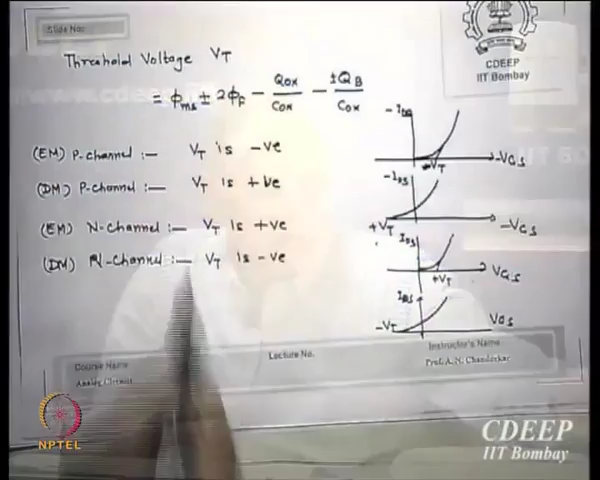 Slide No:
CDEEP
IIT Bombay
Threshold Voltage VT
= ϕms ± 2ϕF - Qox/Cox - ±QB/Cox
(EM) P-channel :- VT is -ve
(DM) P-channel :- VT is +ve
(EM) N-channel :- VT is +ve
(DM) N-channel :- VT is -ve
-IDS
-VT
-VGS
-IDS
+VT
-VGS
IDS
+VT
VGS
IDS
-VT
VGS
Course Name
Analog Circuits
Lecture No.
Instructor's Name
Prof. A. N. Chandorkar
NPTEL
CDEEP
IIT Bombay